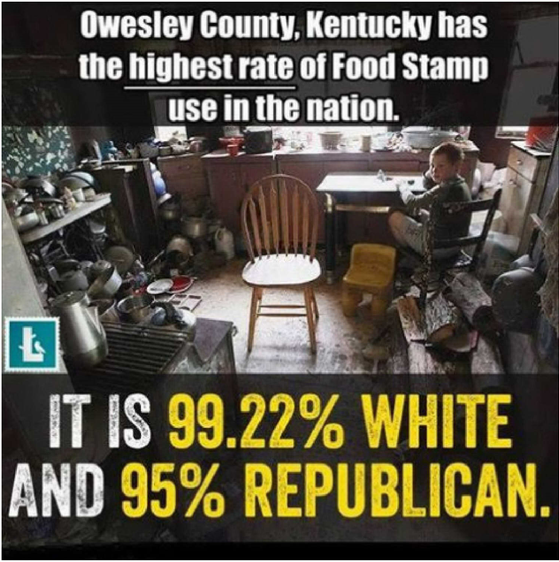 Owesley County, Kentucky has
the highest rate of Food Stamp
use in the nation.
Ł
IT IS 99.22% WHITE
AND 95% REPUBLICAN.